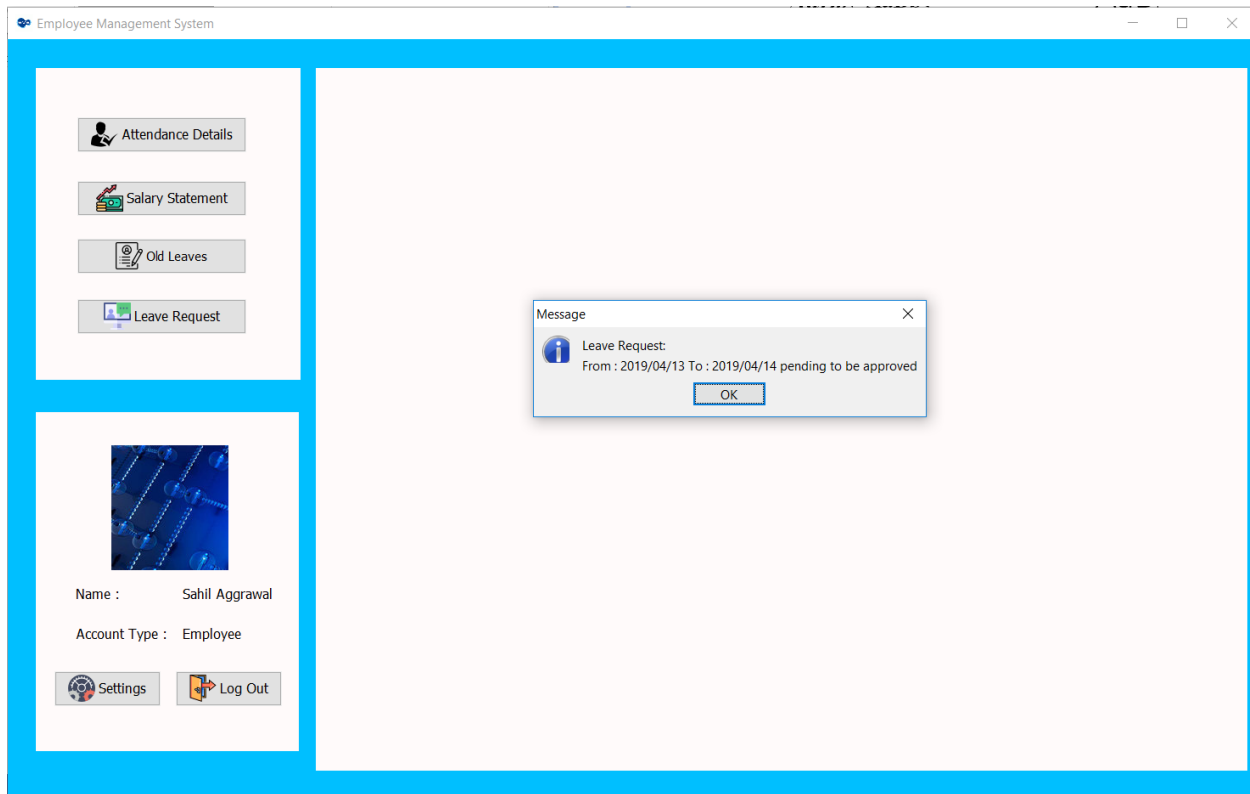 Employee Management System
Attendance Details
Salary Statement
Old Leaves
Leave Request
Message
Leave Request:
From : 2019/04/13 To : 2019/04/14 pending to be approved
OK
Name : Sahil Aggrawal
Account Type : Employee
Settings Log Out